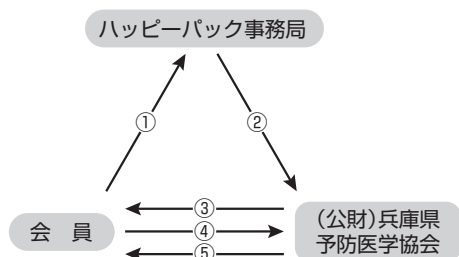 ハッピーパック事務局
①
②
③
会　員
④
(公財)兵庫県
予防医学協会
⑤